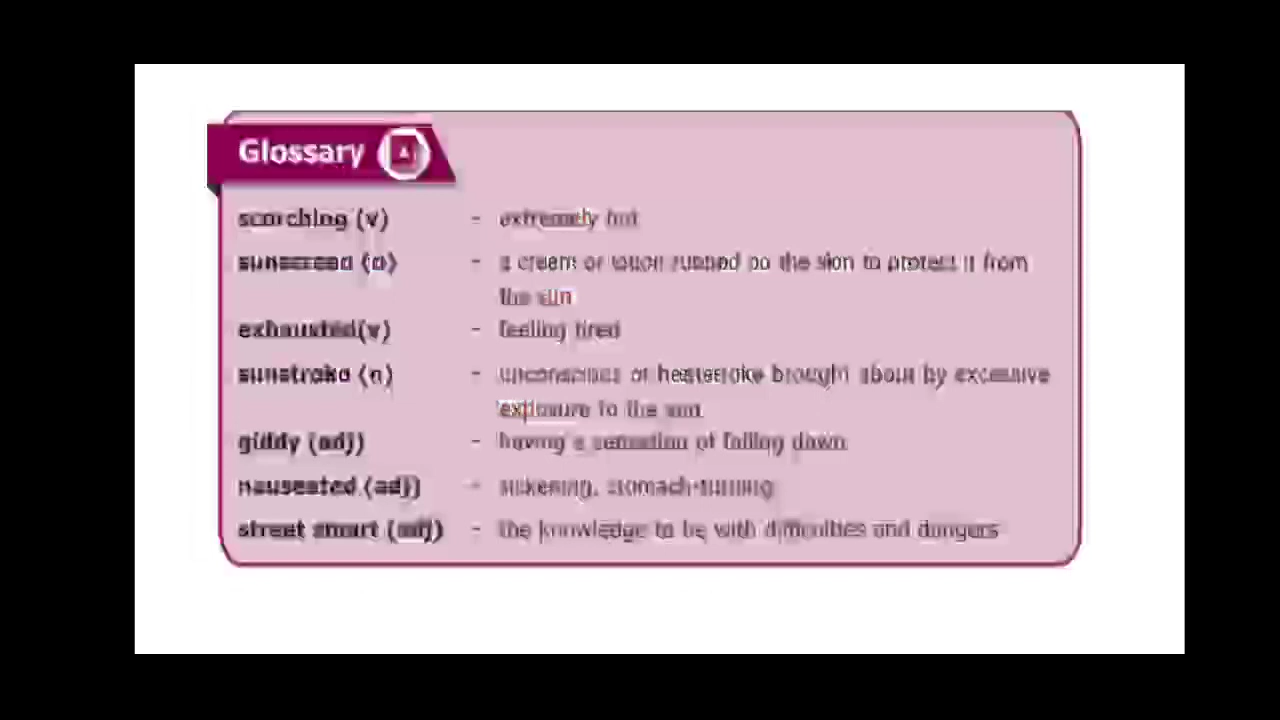 Glossary
scorching (v) - extremely hot
sunscreen (n) - a cream or lotion rubbed on the skin to protect it from
the sun
exhausted(v) - feeling tired
sunstroke (n) - unconscious or heatstroke brought about by excessive
exposure to the sun
giddy (adj) - having a sensation of falling down
nauseated (adj) - sickening, stomach-turning
street smart (adj) - the knowledge to be with difficulties and dangers